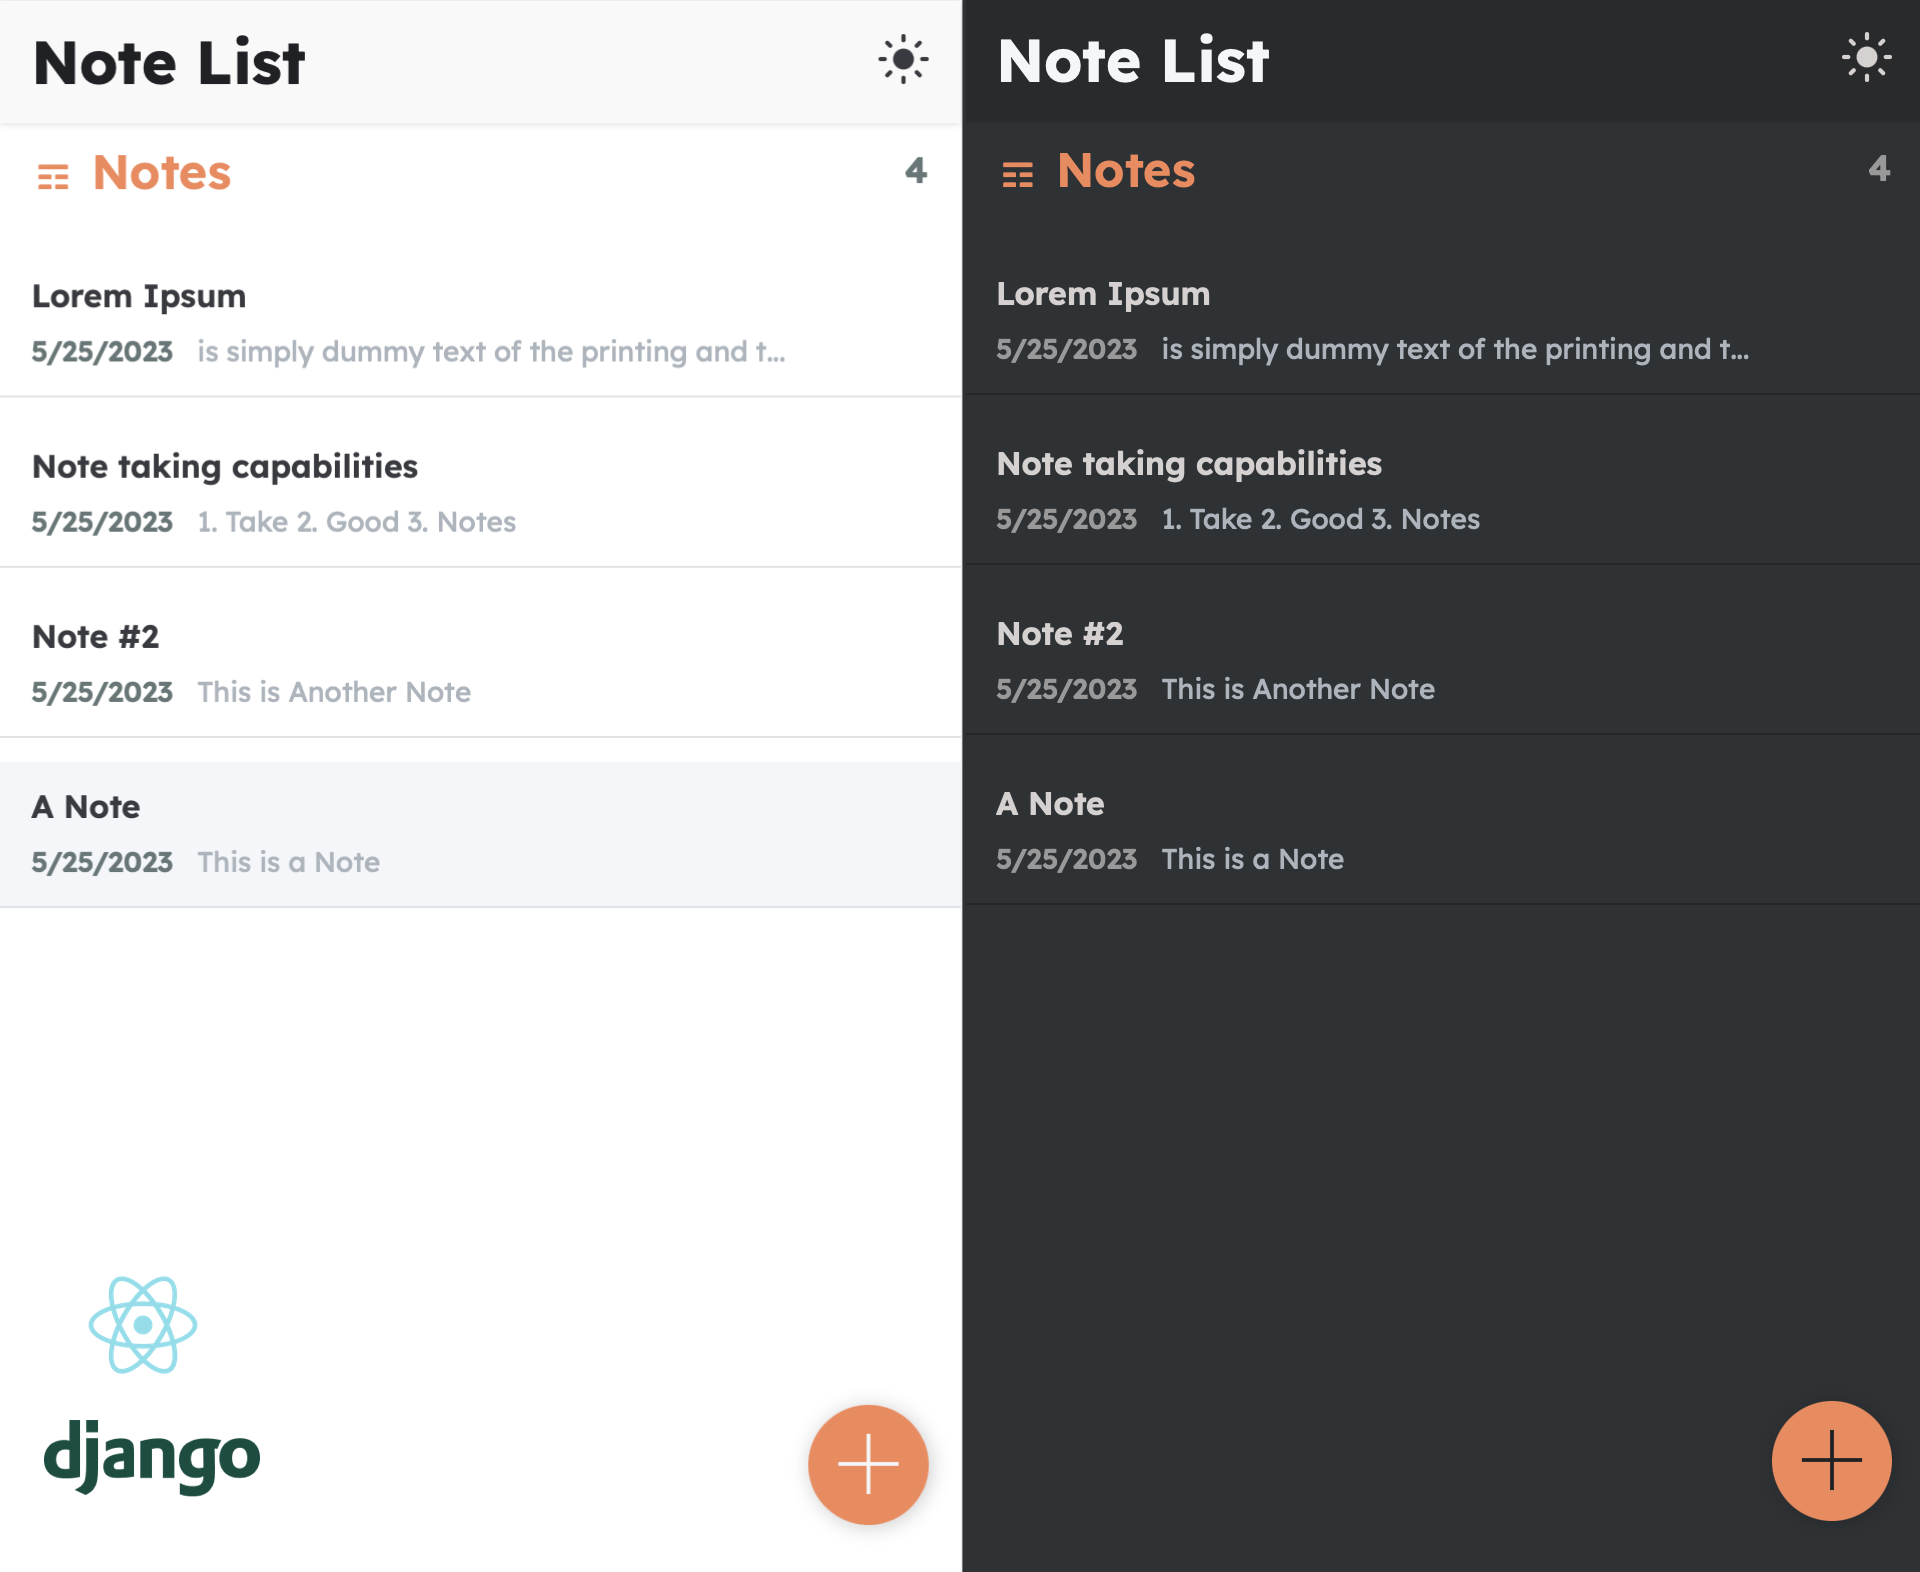 Note List
Notes
4
Lorem Ipsum
5/25/2023 is simply dummy text of the printing and t...
Note taking capabilities
5/25/2023 1. Take 2. Good 3. Notes
Note #2
5/25/2023 This is Another Note
A Note
5/25/2023 This is a Note
django
Note List
Notes
4
Lorem Ipsum
5/25/2023 is simply dummy text of the printing and t...
Note taking capabilities
5/25/2023 1. Take 2. Good 3. Notes
Note #2
5/25/2023 This is Another Note
A Note
5/25/2023 This is a Note